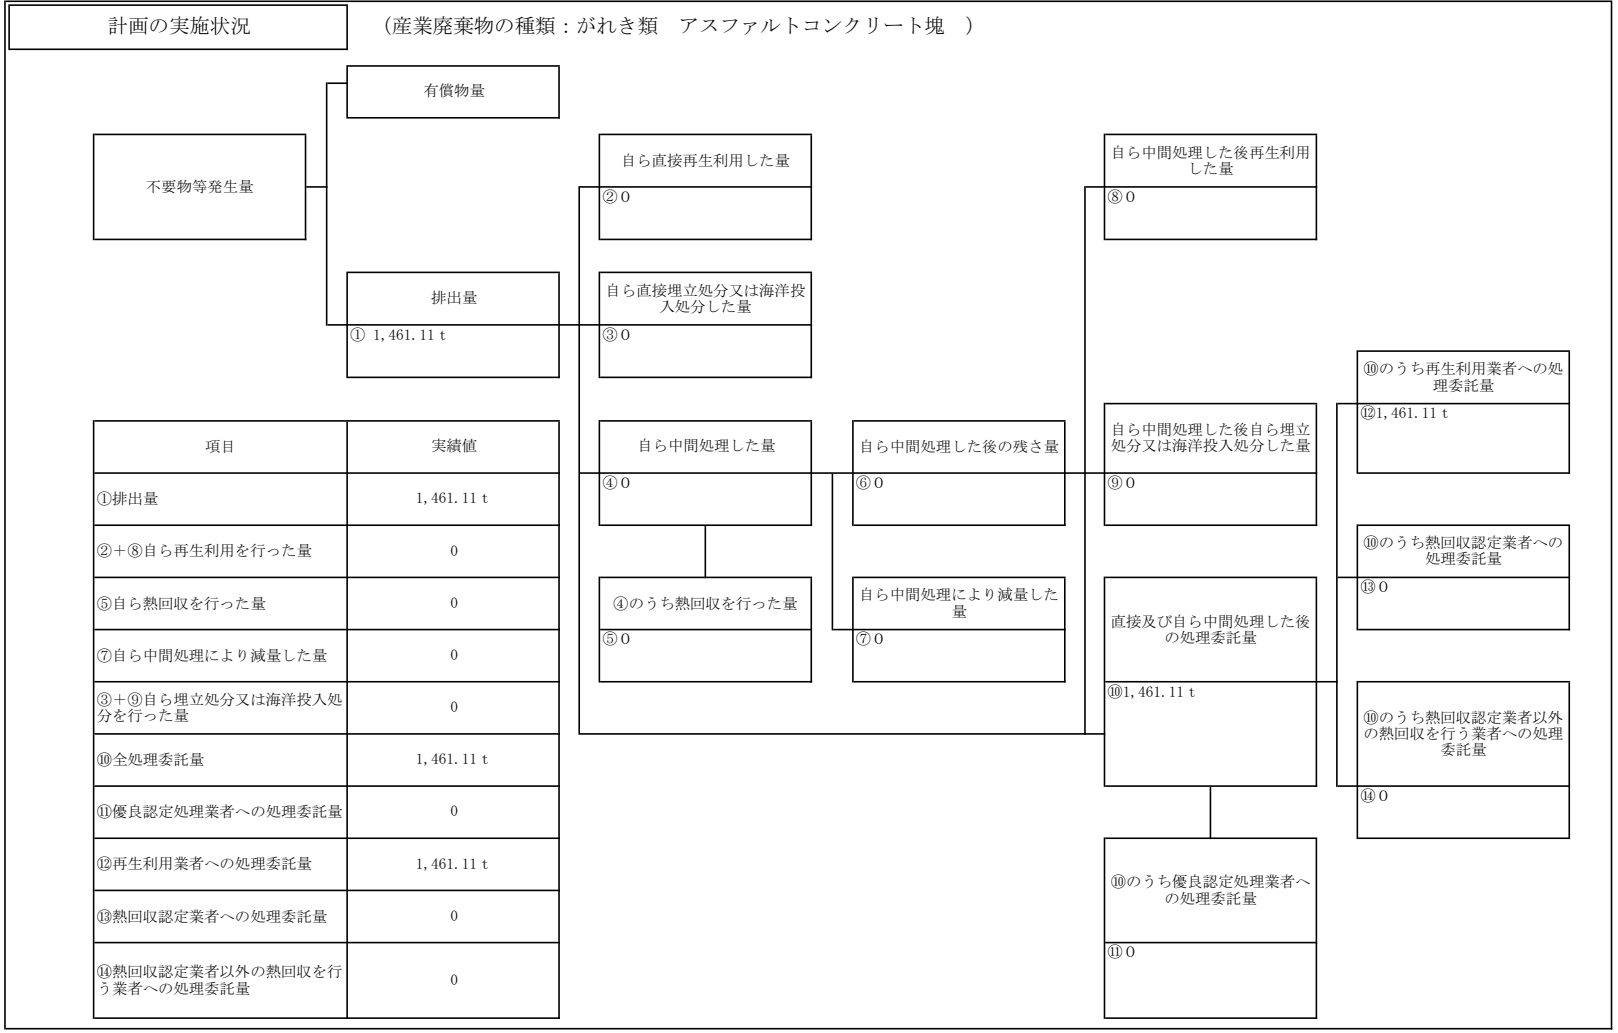 計画の実施状況　（産業廃棄物の種類：がれき類　アスファルトコンクリート塊　）
有償物量
不要物等発生量
自ら直接再生利用した量
②0
自ら中間処理した後再生利用
した量
⑧0
排出量
① 1,461.11ｔ
自ら直接埋立処分又は海洋投
入処分した量
③0
⑩のうち再生利用業者への処
理委託量
⑫1,461.11ｔ
自ら中間処理した量
④0
自ら中間処理した後の残さ量
⑥0
自ら中間処理した後自ら埋立
処分又は海洋投入処分した量
⑨0
⑩のうち熱回収認定業者への
処理委託量
⑬0
④のうち熱回収を行った量
⑤0
自ら中間処理により減量した
量
⑦0
直接及び自ら中間処理した後
の処理委託量
⑩1,461.11ｔ
⑩のうち熱回収認定業者以外
の熱回収を行う業者への処理
委託量
⑭0
⑩のうち優良認定処理業者へ
の処理委託量
⑪0
項目　実績値
①排出量　1,461.11ｔ
②＋⑧自ら再生利用を行った量　0
⑤自ら熱回収を行った量　0
⑦自ら中間処理により減量した量　0
③＋⑨自ら埋立処分又は海洋投入処
分を行った量　0
⑩全処理委託量　1,461.11ｔ
⑪優良認定処理業者への処理委託量　0
⑫再生利用業者への処理委託量　1,461.11ｔ
⑬熱回収認定業者への処理委託量　0
⑭熱回収認定業者以外の熱回収を行
う業者への処理委託量　0